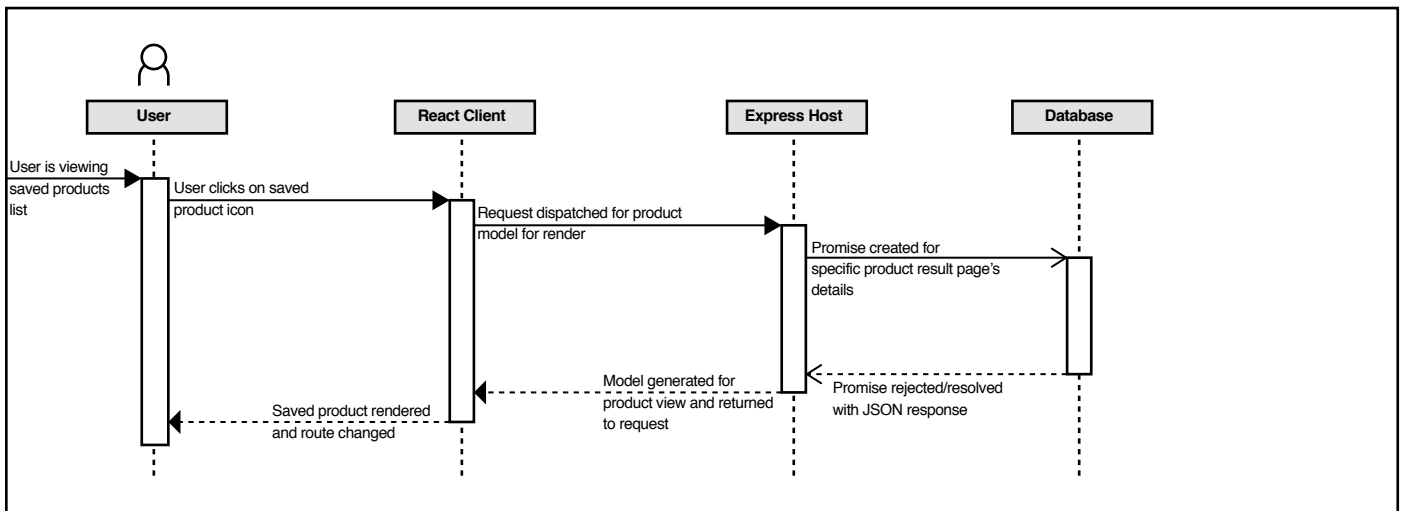 User
React Client
Express Host
Database
User is viewing
saved products
list
User clicks on saved
product icon
Request dispatched for product
model for render
Promise created for
specific product result page’s
details
Promise rejected/resolved
with JSON response
Model generated for
product view and returned
to request
Saved product rendered
and route changed